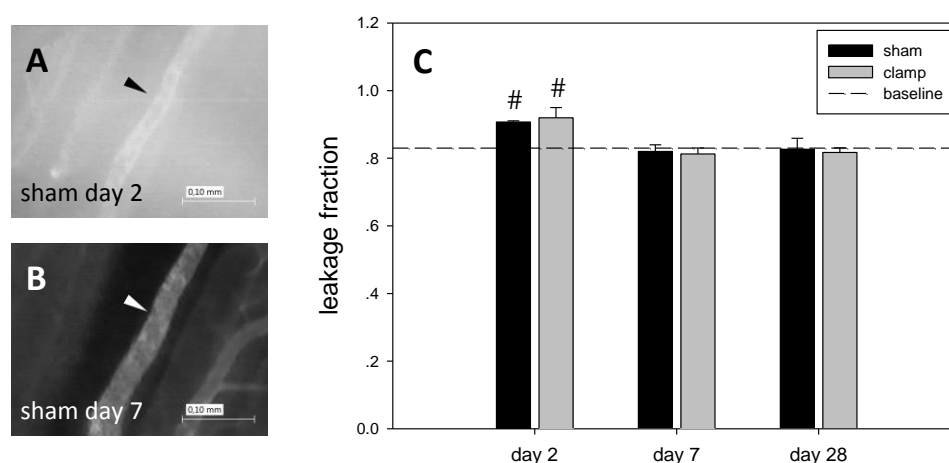 A
0,10 mm
sham day 2
B
0,10 mm
sham day 7
C
leakage fraction
1.2
1.0
.8
.6
.4
.2
0.0
# #
sham
clamp
baseline
day 2 day 7 day 28